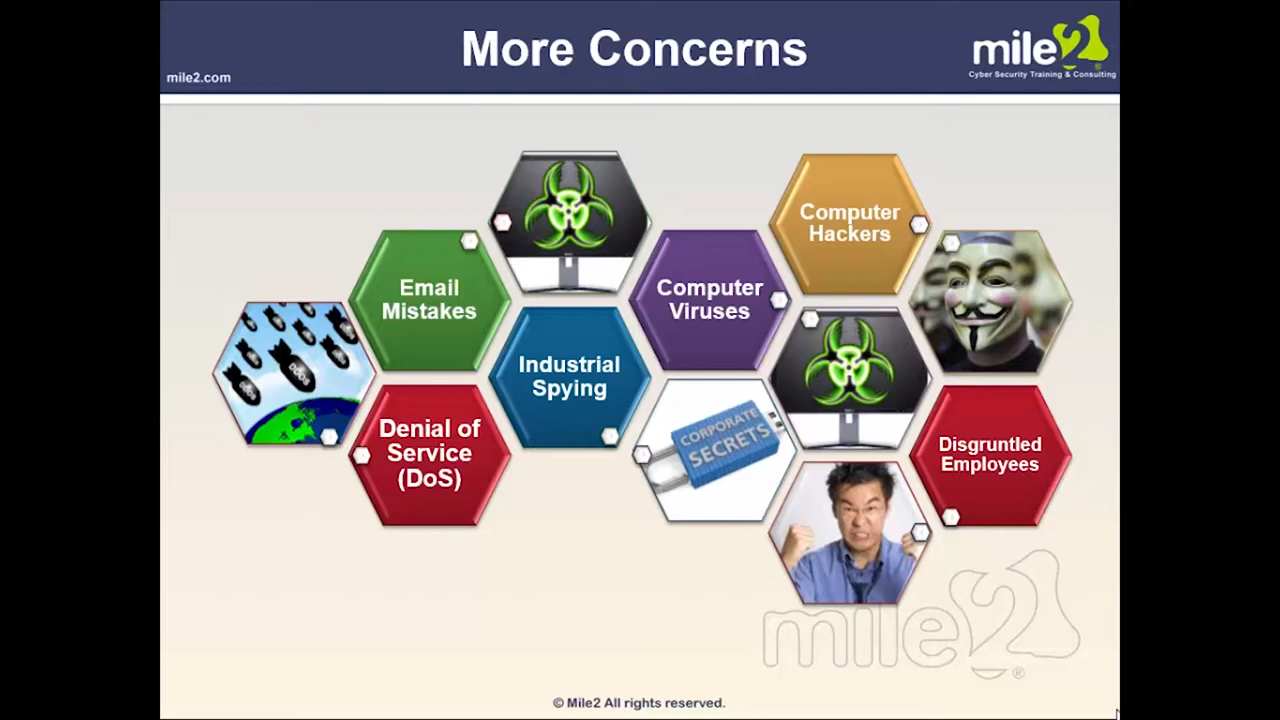 More Concerns
mile2.com
mile2
Cyber Security Training & Consulting
Computer
Hackers
Email
Mistakes
Computer
Viruses
DDOS
Industrial
Spying
Denial of
Service
(DoS)
CORPORATE
SECRETS
Disgruntled
Employees
mile2®
© Mile2 All rights reserved.